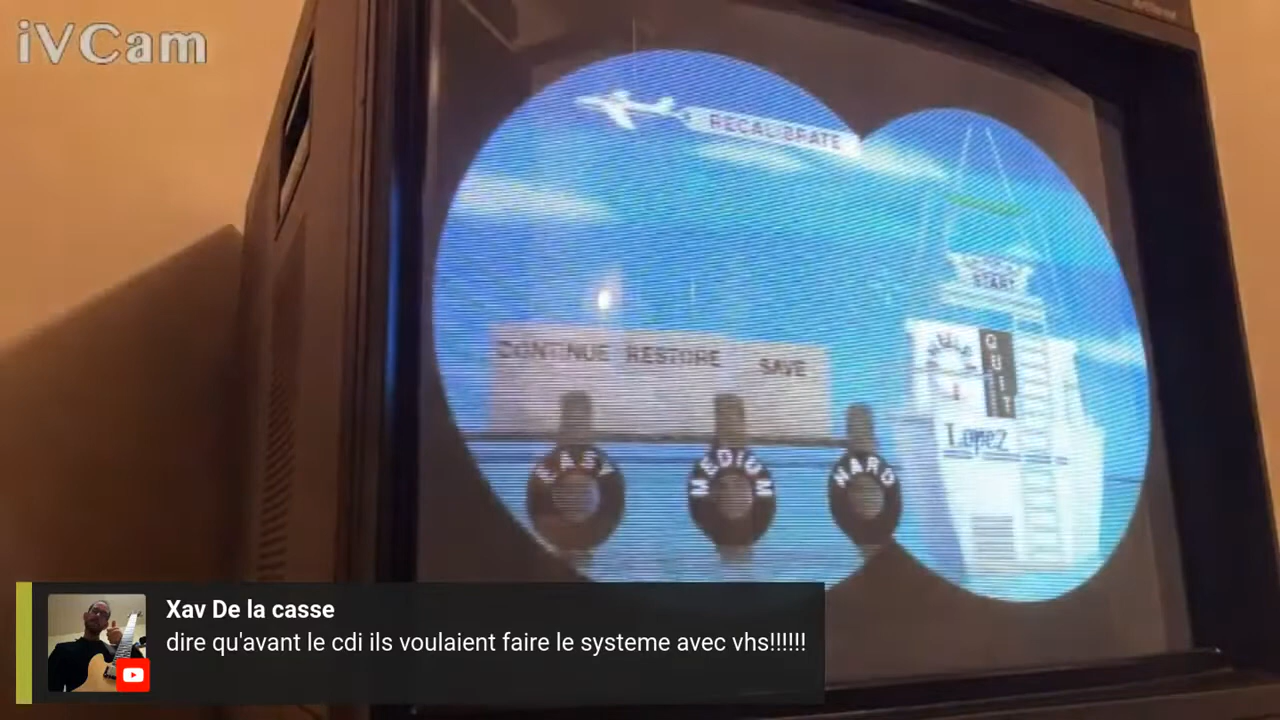 iVCam
RECALIBRATE
START
CONTINUE RESTORE SAVE
QUIT
Lopez
EASY
MEDIUM
HARD
Xav De la casse
dire qu'avant le cdi ils voulaient faire le systeme avec vhs!!!!!!